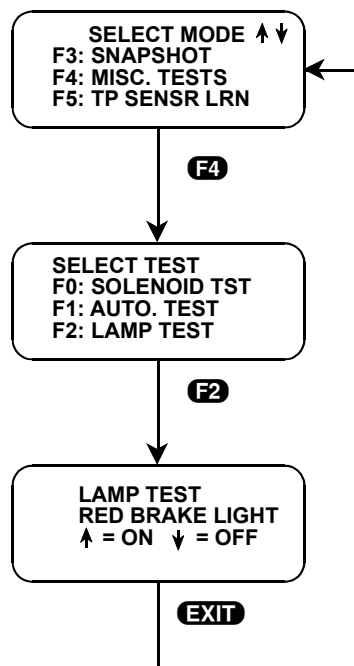 SELECT MODE ↑↓
F3: SNAPSHOT
F4: MISC. TESTS
F5: TP SENSR LRN
F4
SELECT TEST
F0: SOLENOID TST
F1: AUTO. TEST
F2: LAMP TEST
F2
LAMP TEST
RED BRAKE LIGHT
↑ = ON ↓ = OFF
EXIT